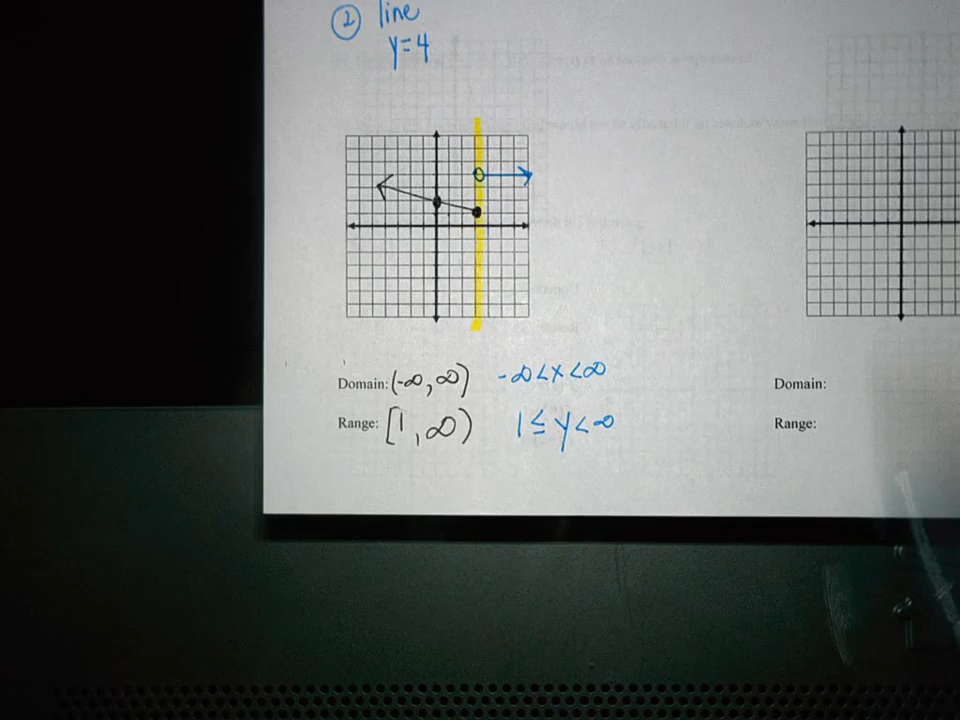 ② line
y=4
Domain: (-∞, ∞) -∞<x<∞
Range: [1, ∞) 1≤y<∞
Domain:
Range: